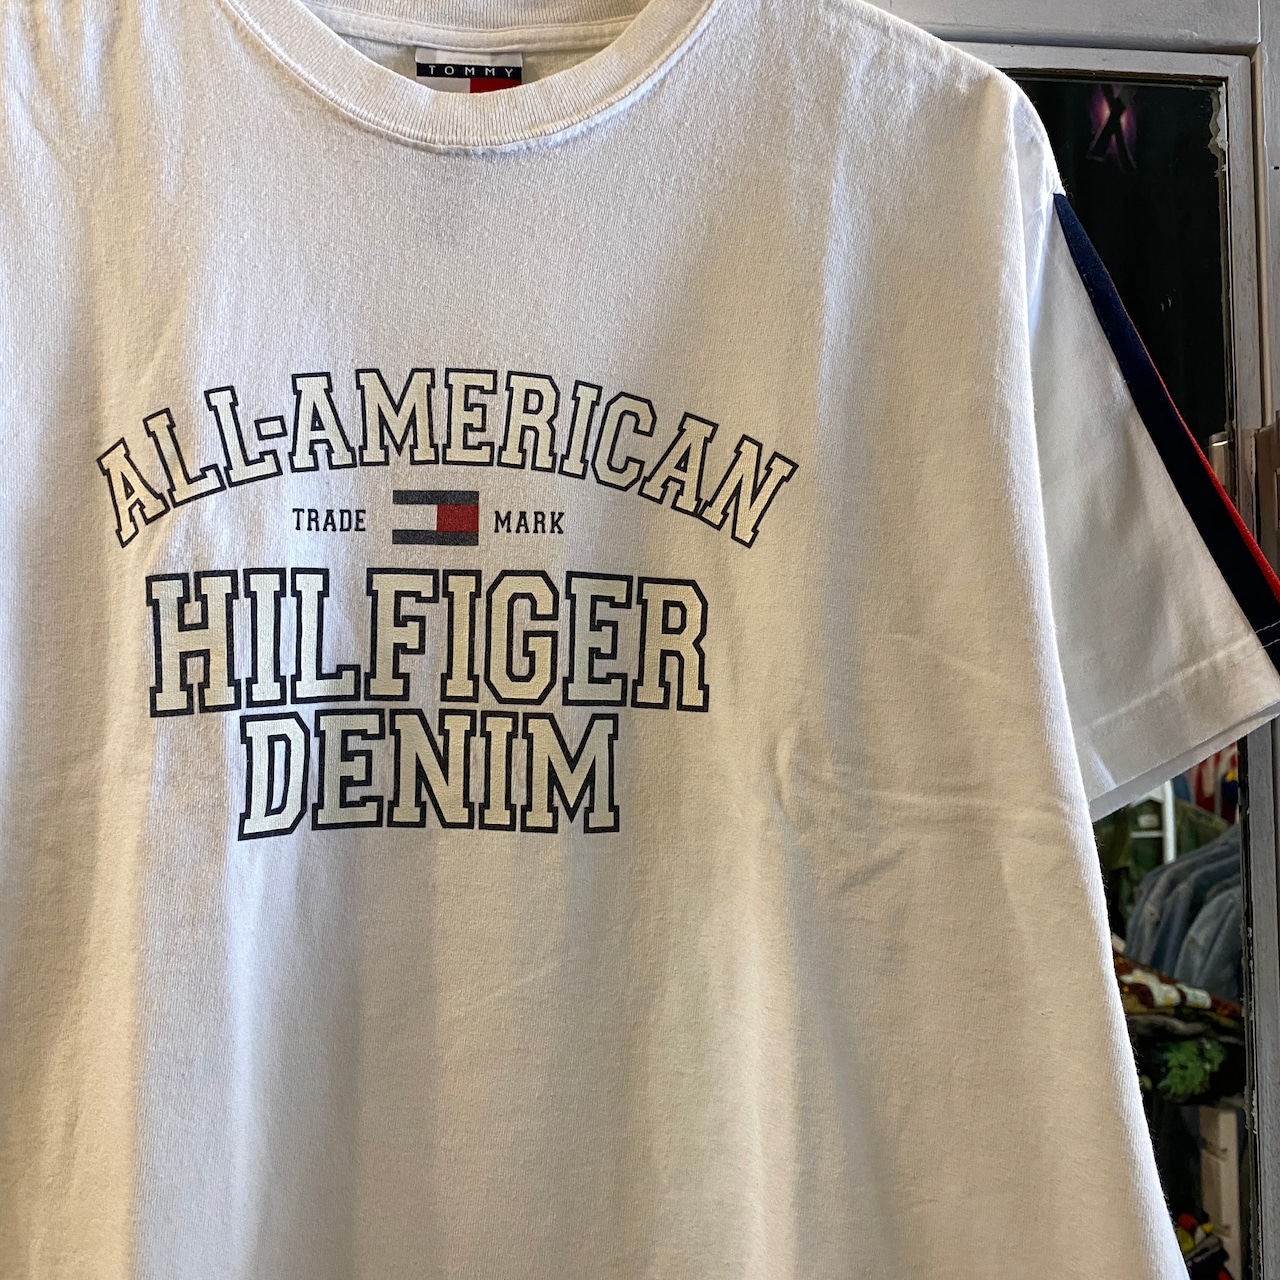 TOMMY
ALL-AMERICAN
TRADE MARK
HILFIGER
DENIM